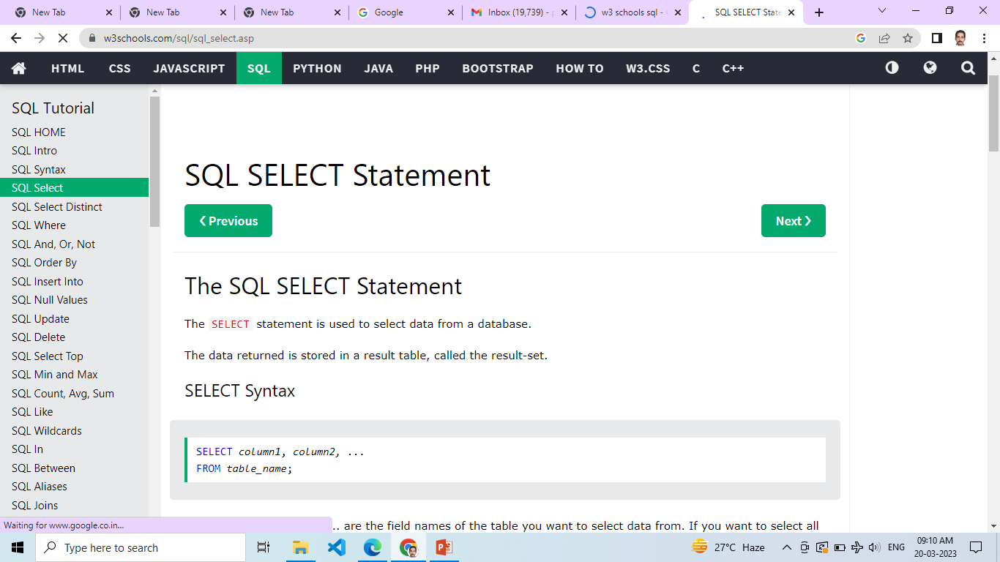 New Tab
New Tab
New Tab
Google
Inbox (19,739) -
w3 schools sql -
SQL SELECT State
w3schools.com/sql/sql_select.asp
HTML CSS JAVASCRIPT SQL PYTHON JAVA PHP BOOTSTRAP HOW TO W3.CSS C C++
SQL Tutorial
SQL HOME
SQL Intro
SQL Syntax
SQL Select
SQL Select Distinct
SQL Where
SQL And, Or, Not
SQL Order By
SQL Insert Into
SQL Null Values
SQL Update
SQL Delete
SQL Select Top
SQL Min and Max
SQL Count, Avg, Sum
SQL Like
SQL Wildcards
SQL In
SQL Between
SQL Aliases
SQL Joins
SQL SELECT Statement
❮ Previous
Next ❯
The SQL SELECT Statement
The SELECT statement is used to select data from a database.
The data returned is stored in a result table, called the result-set.
SELECT Syntax
SELECT column1, column2, ...
FROM table_name;
.. are the field names of the table you want to select data from. If you want to select all
Waiting for www.google.co.in...
Type here to search
27°C Haze
ENG
09:10 AM
20-03-2023